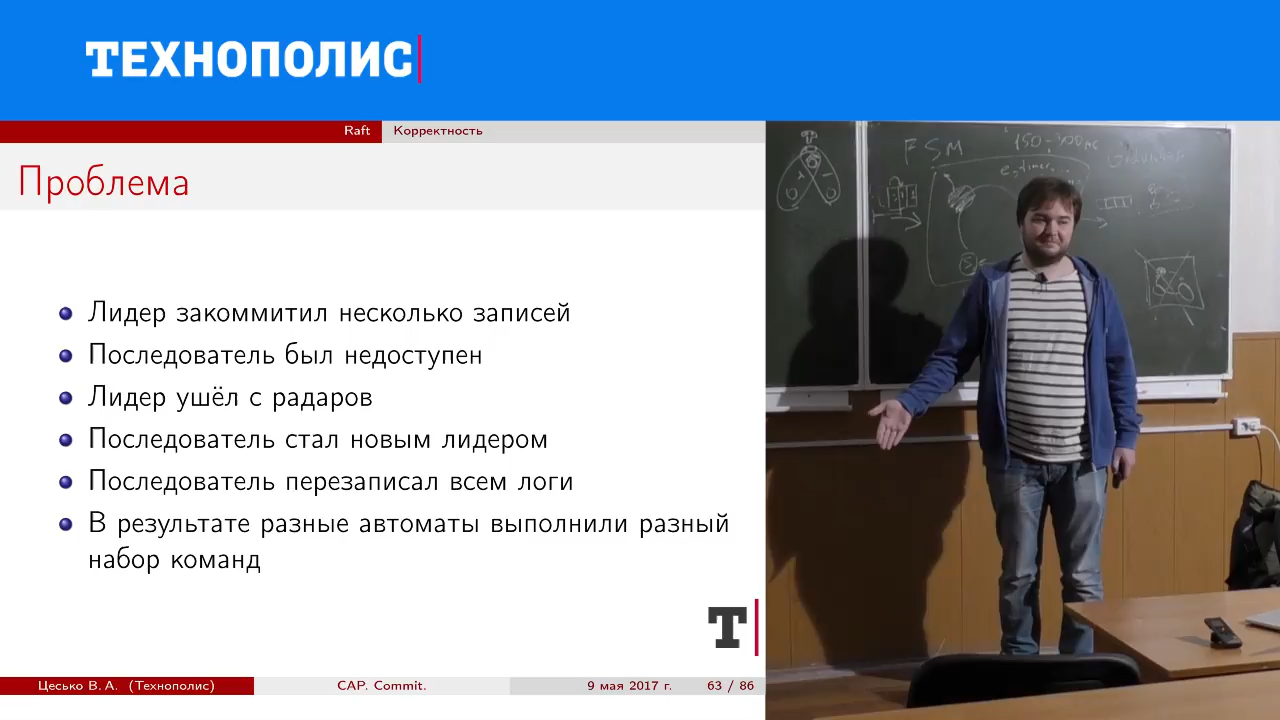 ТЕХНОПОЛИС
Raft Корректность
Проблема
Лидер закоммитил несколько записей
Последователь был недоступен
Лидер ушёл с радаров
Последователь стал новым лидером
Последователь перезаписал всем логи
В результате разные автоматы выполнили разный
набор команд
Т
Цесько В. А. (Технополис) CAP. Commit. 9 мая 2017 г. 63 / 86
FSM
150-300
S